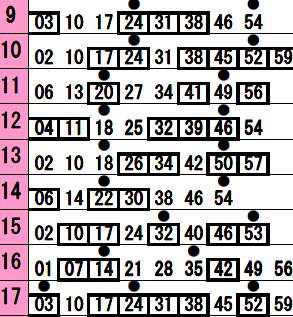 9 03 10 17 24 31 38 46 54
10 02 10 17 24 31 38 45 52 59
11 06 13 20 27 34 41 49 56
12 04 11 18 25 32 39 46 54
13 02 10 18 26 34 42 50 57
14 06 14 22 30 38 46 54
15 02 10 17 24 32 40 46 53
16 01 07 14 21 28 35 42 49 56
17 03 10 17 24 31 38 45 52 59